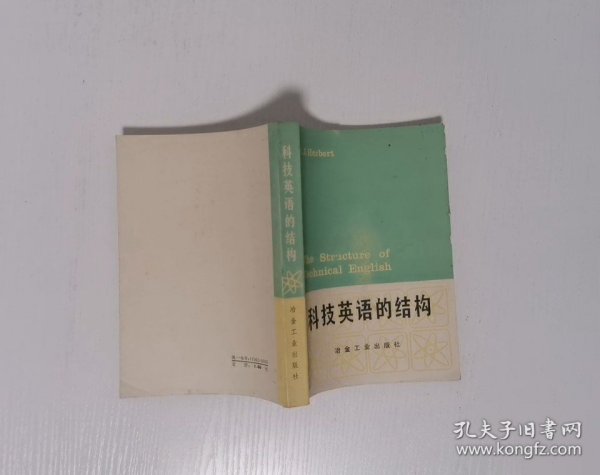 科技英语的结构
冶金工业出版社
Herbert
The Structure of
Technical English
科技英语的结构
冶金工业出版社
孔夫子旧书网
www.kongfz.com